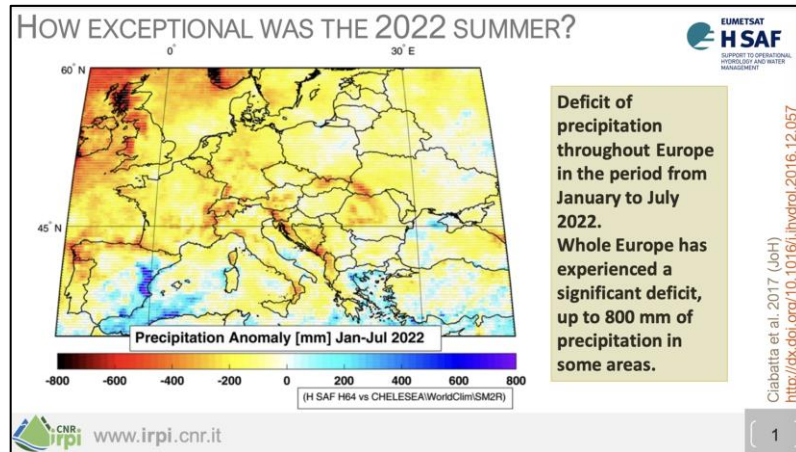 HOW EXCEPTIONAL WAS THE 2022 SUMMER?
EUMETSAT
H SAF
SUPPORT TO OPERATIONAL
HYDROLOGY AND WATER
MANAGEMENT
0°
30° E
60° N
45° N
Deficit of
precipitation
throughout Europe
in the period from
January to July
2022.
Whole Europe has
experienced a
significant deficit,
up to 800 mm of
precipitation in
some areas.
Precipitation Anomaly [mm] Jan-Jul 2022
-800 -600 -400 -200 0 200 400 600 800
(H SAF H64 vs CHELESEA\WorldClim\SM2R)
Ciabatta et al. 2017 (JoH)
http://dx.doi.org/10.1016/j.jhydrol.2016.12.057
CNR
irpi
www.irpi.cnr.it
1